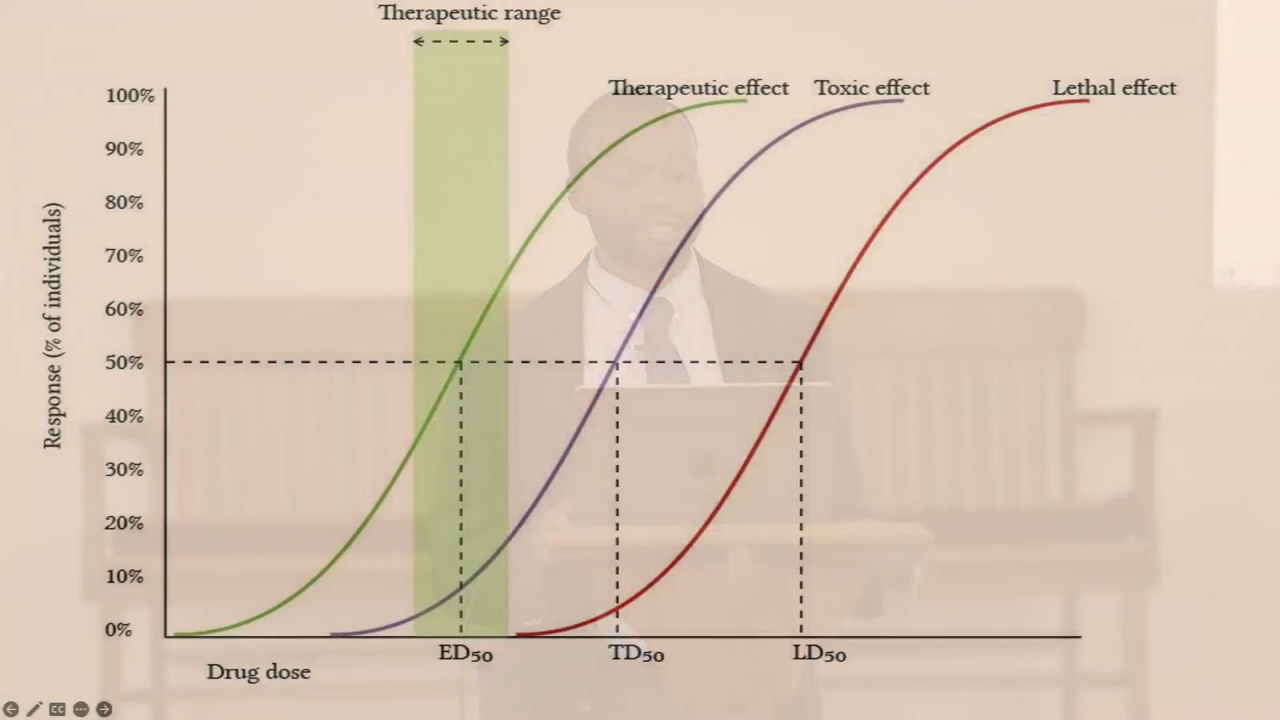 Therapeutic range
Therapeutic effect
Toxic effect
Lethal effect
100%
90%
80%
70%
60%
50%
40%
30%
20%
10%
0%
Response (% of individuals)
ED50
TD50
LD50
Drug dose
CC